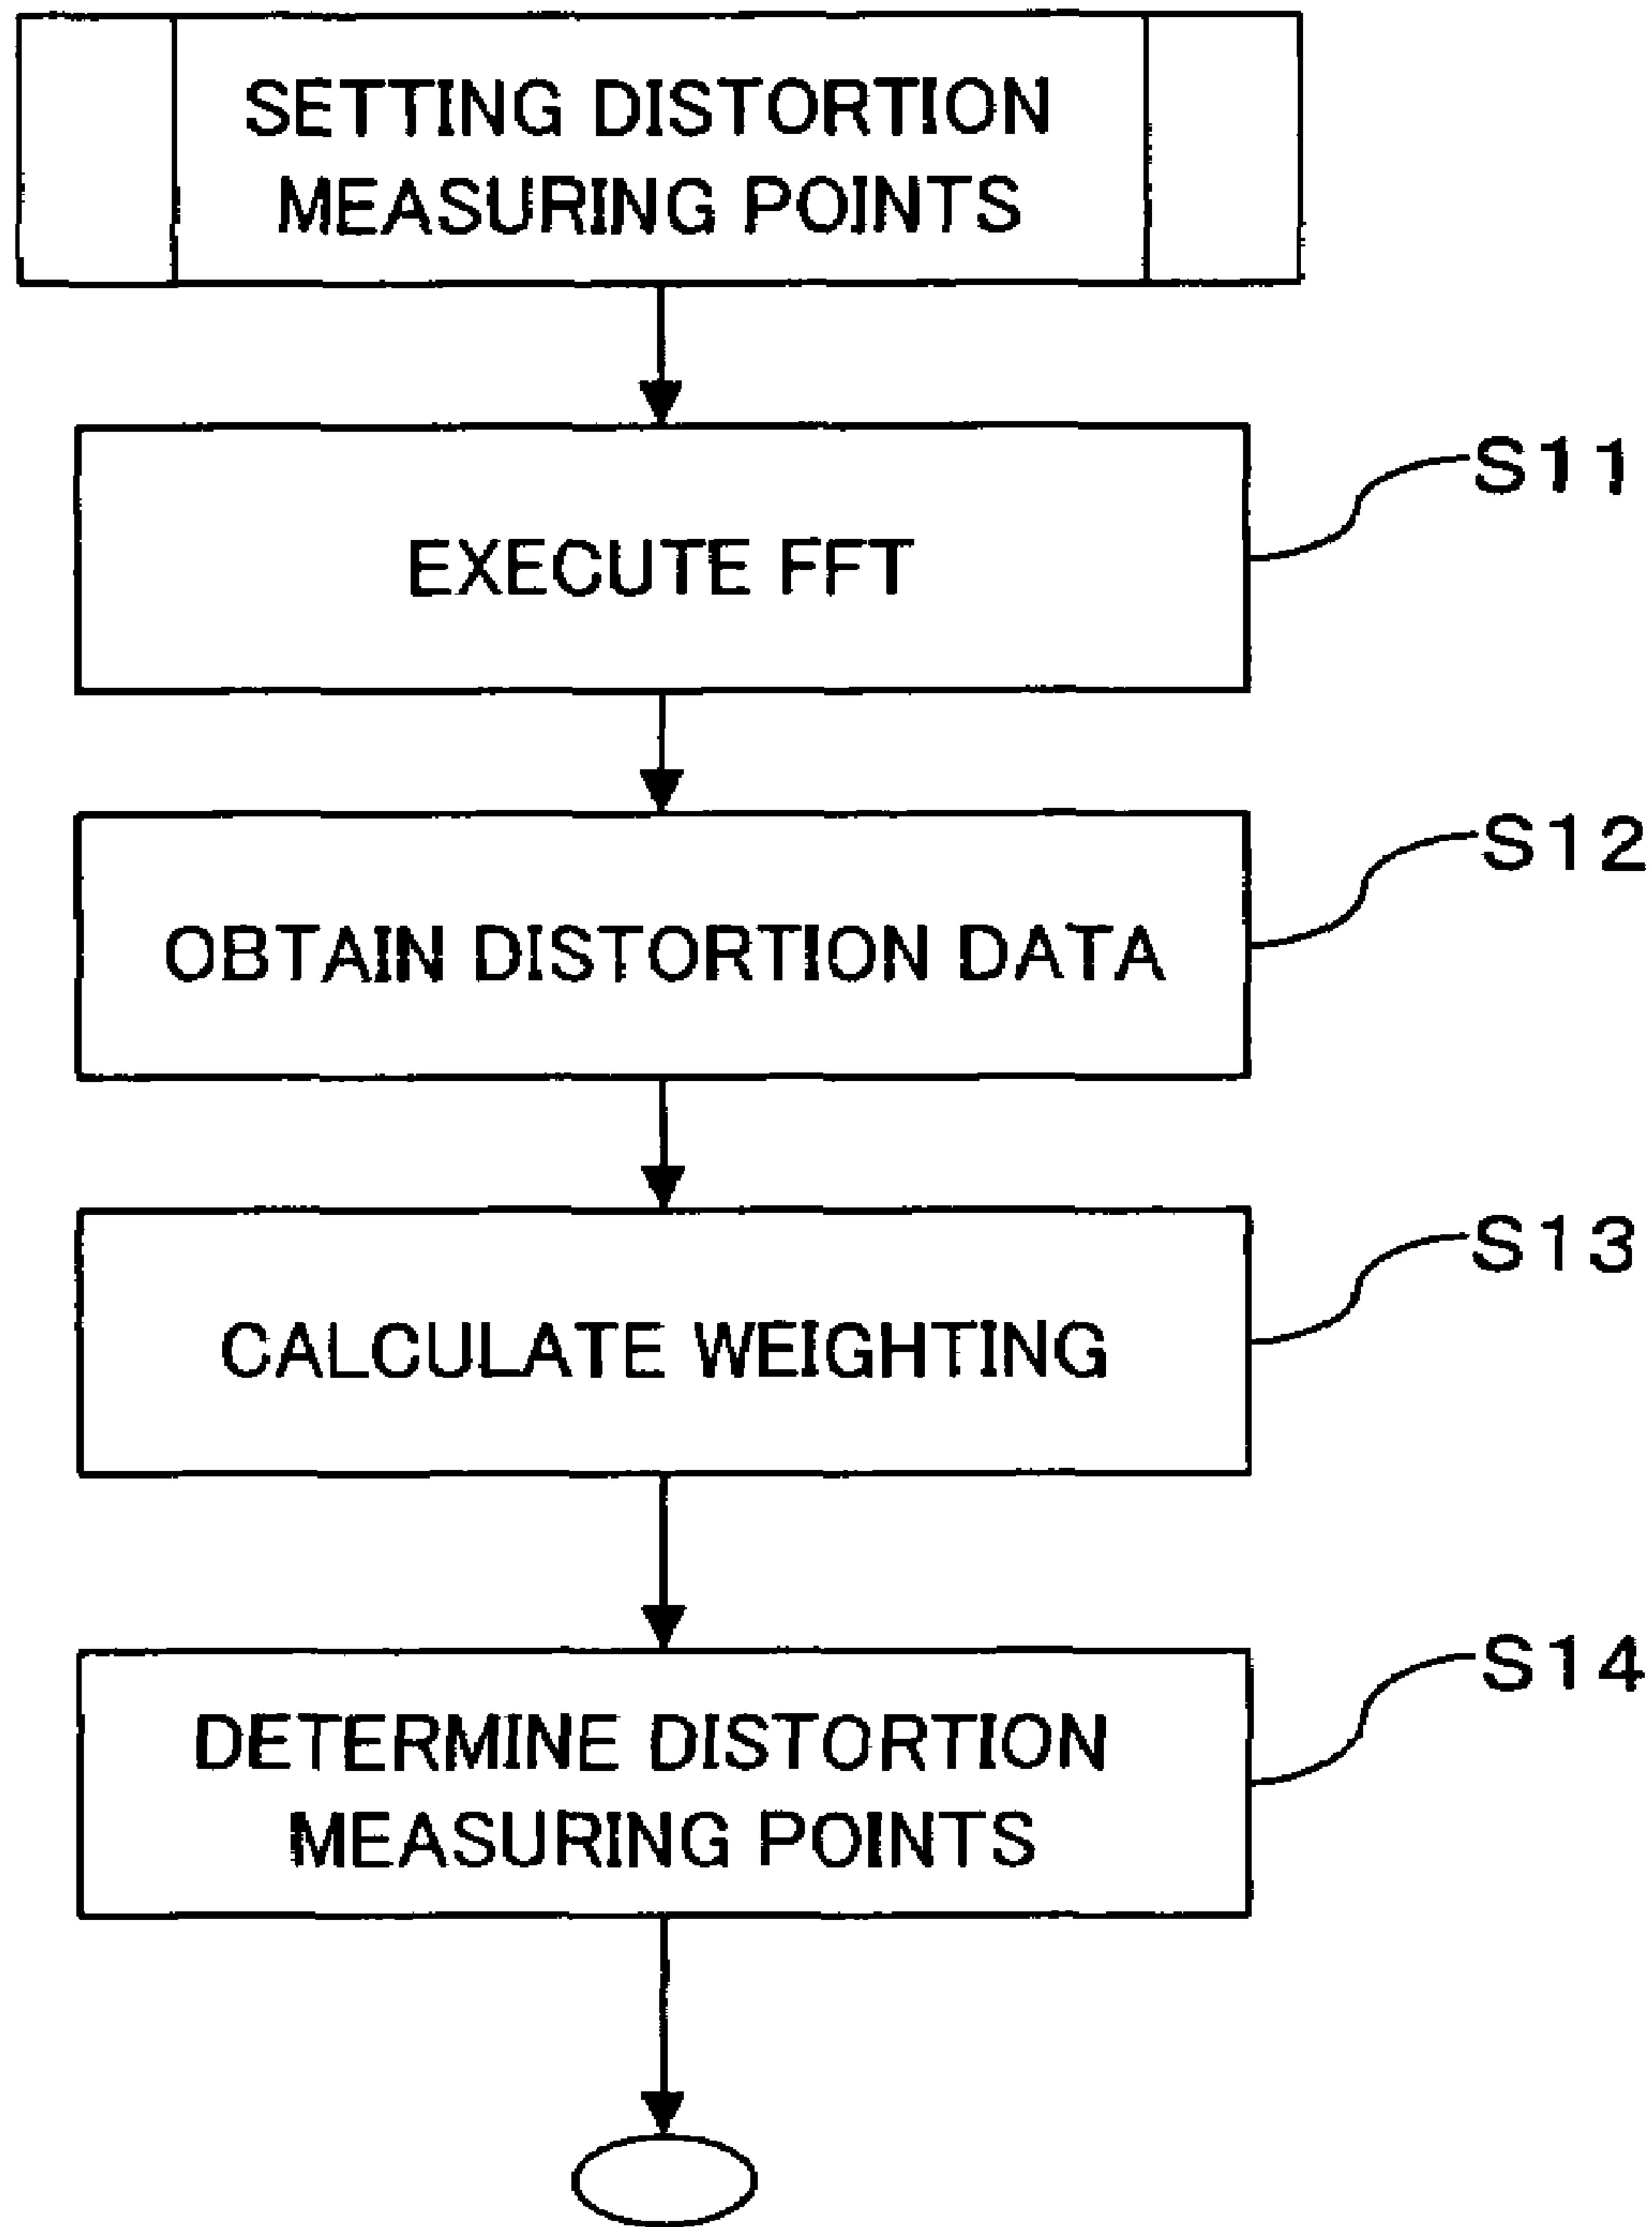 SETTING DISTORTION
MEASURING POINTS
S11
EXECUTE FFT
S12
OBTAIN DISTORTION DATA
S13
CALCULATE WEIGHTING
S14
DETERMINE DISTORTION
MEASURING POINTS